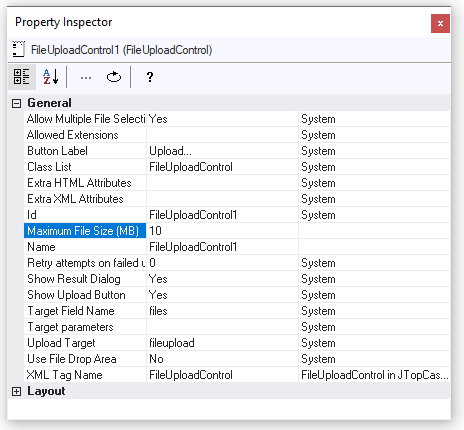 Property Inspector
x
FileUploadControl1 (FileUploadControl)
A Z ... ?
General
Allow Multiple File Selecti Yes System
Allowed Extensions System
Button Label Upload... System
Class List FileUploadControl System
Extra HTML Attributes System
Extra XML Attributes System
Id FileUploadControl1 System
Maximum File Size (MB) 10
Name FileUploadControl1
Retry attempts on failed u 0 System
Show Result Dialog Yes System
Show Upload Button Yes System
Target Field Name files System
Target parameters System
Upload Target fileupload System
Use File Drop Area No System
XML Tag Name FileUploadControl FileUploadControl in JTopCas...
Layout